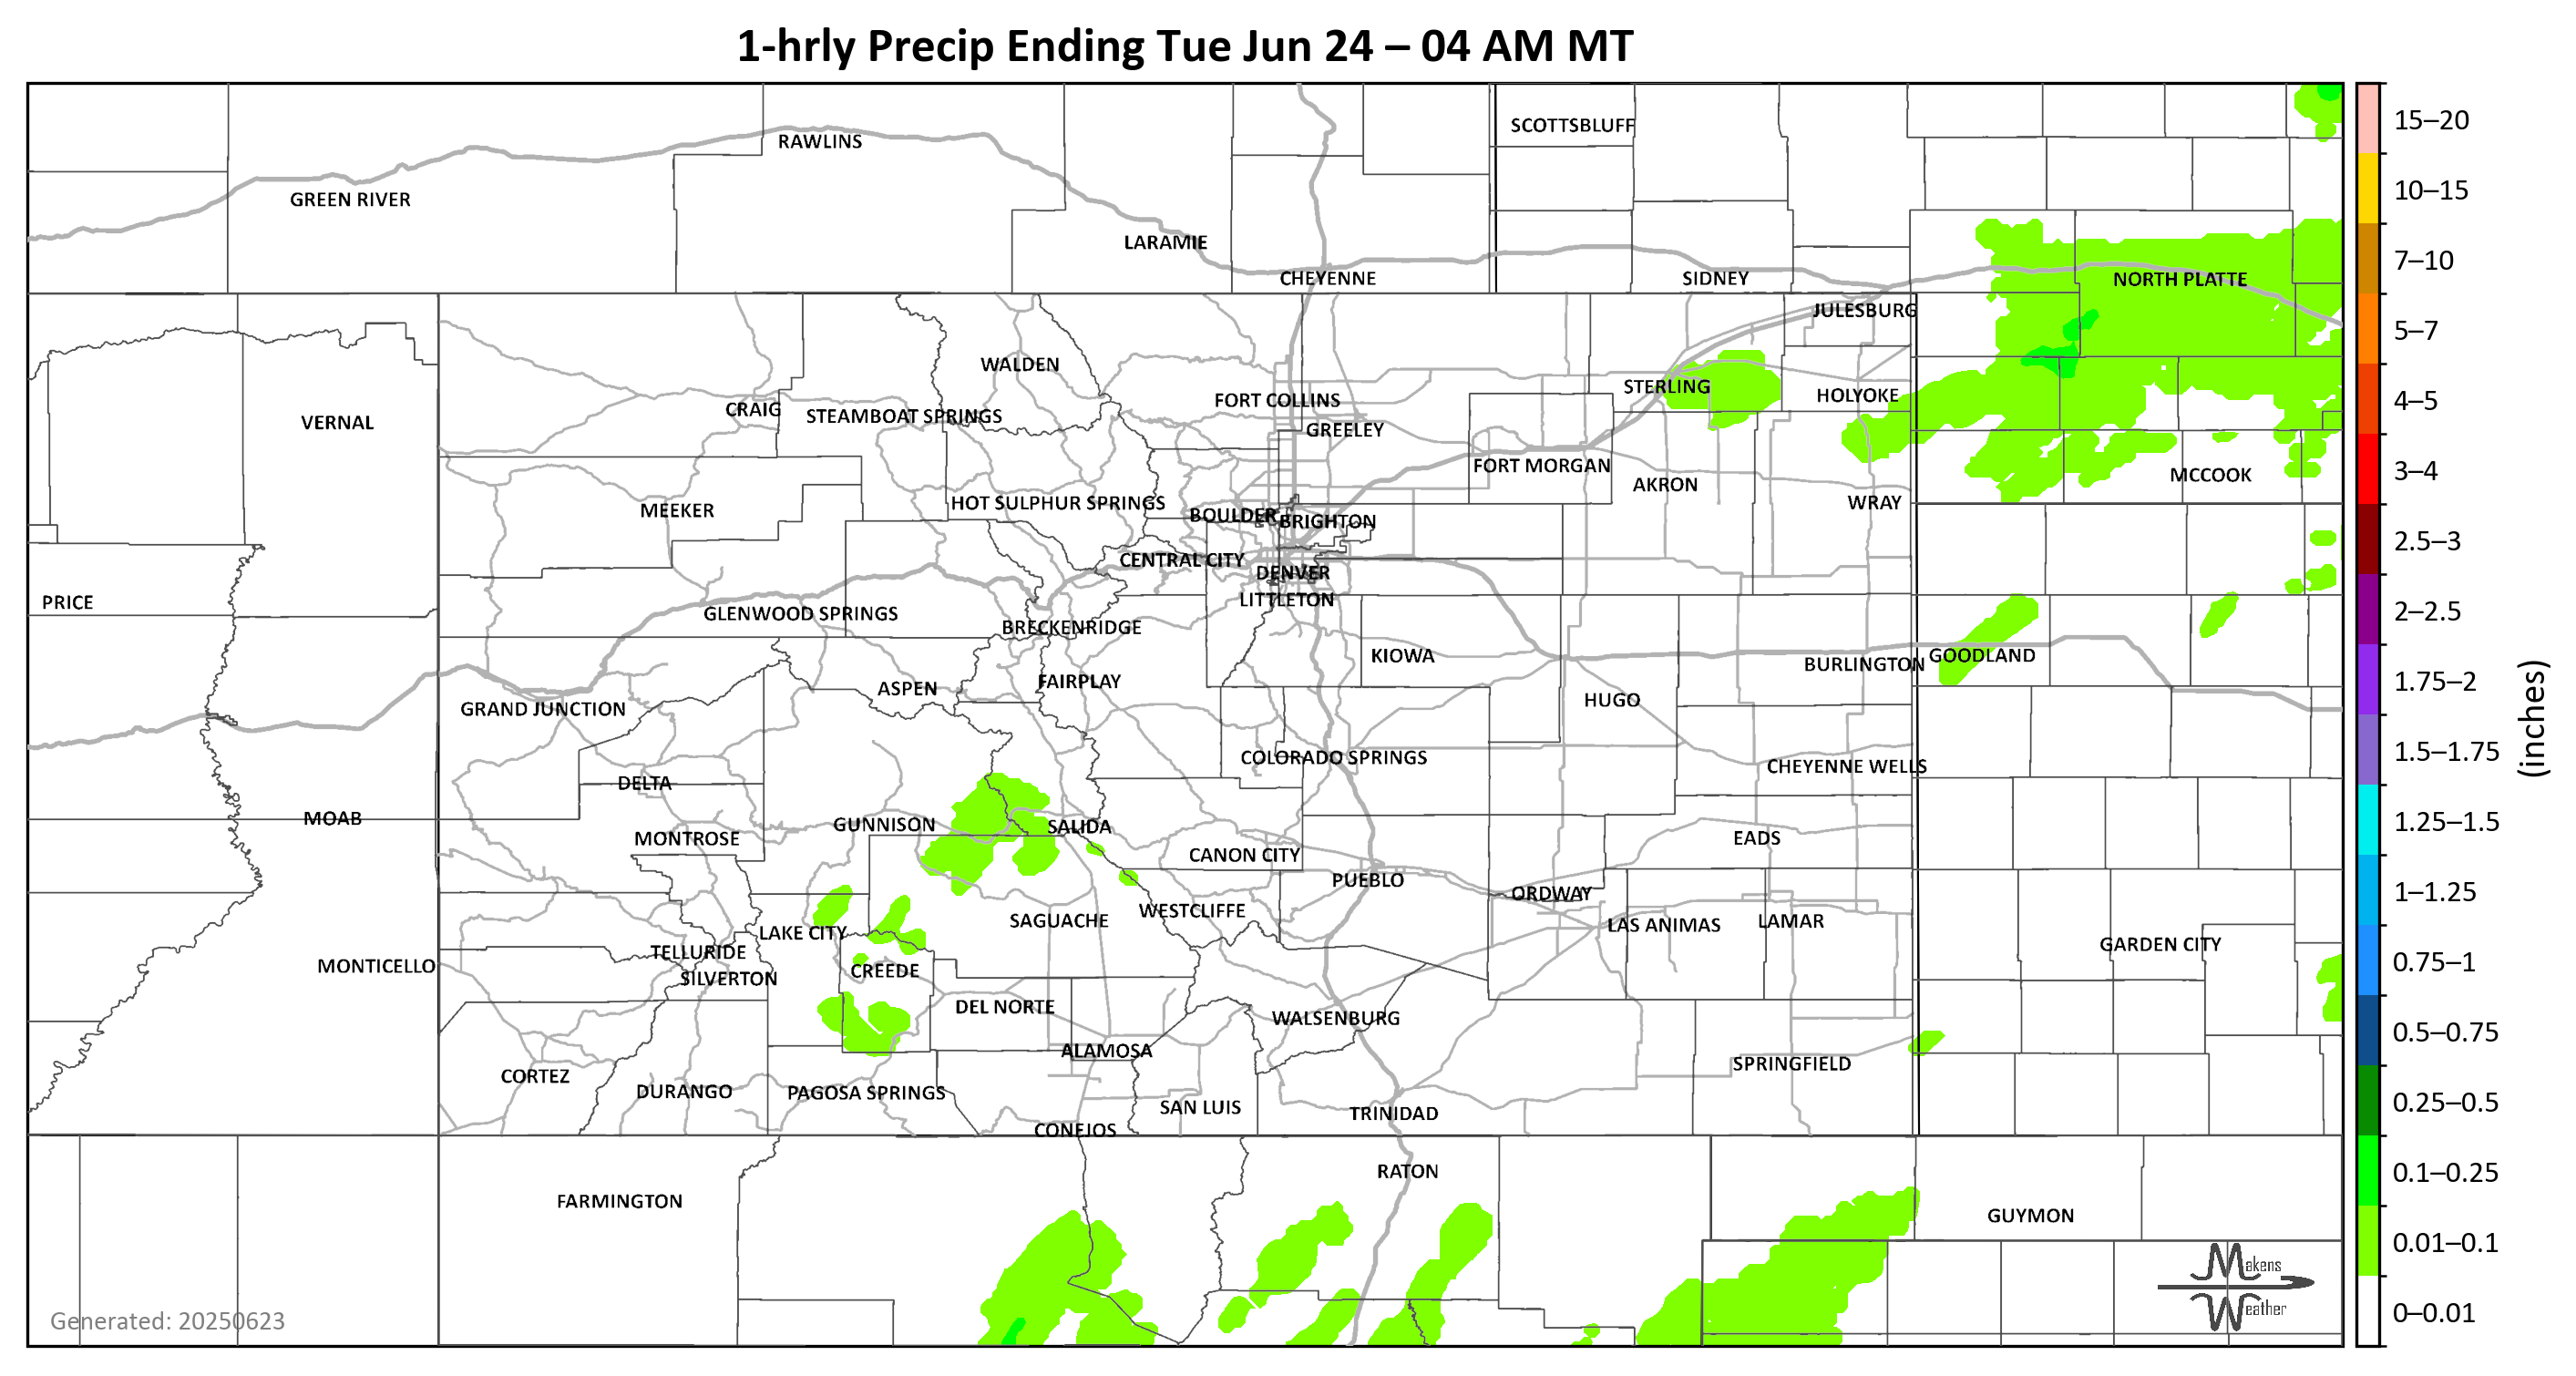 1-hrly Precip Ending Tue Jun 24 – 04 AM MT
SCOTTSBLUFF
RAWLINS
GREEN RIVER
LARAMIE
CHEYENNE
SIDNEY
NORTH PLATTE
JULESBURG
WALDEN
STERLING
HOLYOKE
FORT COLLINS
CRAIG
STEAMBOAT SPRINGS
VERNAL
GREELEY
FORT MORGAN
MCCOOK
AKRON
HOT SULPHUR SPRINGS
WRAY
MEEKER
BOULDER
BRIGHTON
CENTRAL CITY
DENVER
LITTLETON
PRICE
GLENWOOD SPRINGS
BRECKENRIDGE
KIOWA
GOODLAND
BURLINGTON
FAIRPLAY
ASPEN
HUGO
GRAND JUNCTION
COLORADO SPRINGS
CHEYENNE WELLS
DELTA
MOAB
GUNNISON
SALIDA
MONTROSE
EADS
CANON CITY
PUEBLO
ORDWAY
WESTCLIFFE
SAGUACHE
LAS ANIMAS
LAMAR
LAKE CITY
GARDEN CITY
TELLURIDE
MONTICELLO
CREEDE
SILVERTON
DEL NORTE
WALSENBURG
ALAMOSA
SPRINGFIELD
CORTEZ
DURANGO
PAGOSA SPRINGS
SAN LUIS
TRINIDAD
CONEJOS
RATON
FARMINGTON
GUYMON
Makens
Weather
Generated: 20250623
15–20
10–15
7–10
5–7
4–5
3–4
2.5–3
2–2.5
1.75–2
1.5–1.75
1.25–1.5
1–1.25
0.75–1
0.5–0.75
0.25–0.5
0.1–0.25
0.01–0.1
0–0.01
(inches)